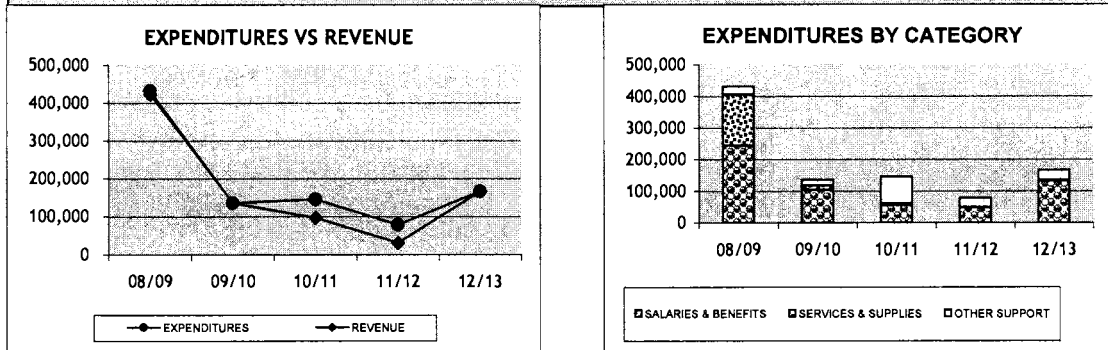 EXPENDITURES VS REVENUE
500,000
400,000
300,000
200,000
100,000
0
08/09 09/10 10/11 11/12 12/13
EXPENDITURES REVENUE
EXPENDITURES BY CATEGORY
500,000
400,000
300,000
200,000
100,000
0
08/09 09/10 10/11 11/12 12/13
SALARIES & BENEFITS SERVICES & SUPPLIES OTHER SUPPORT